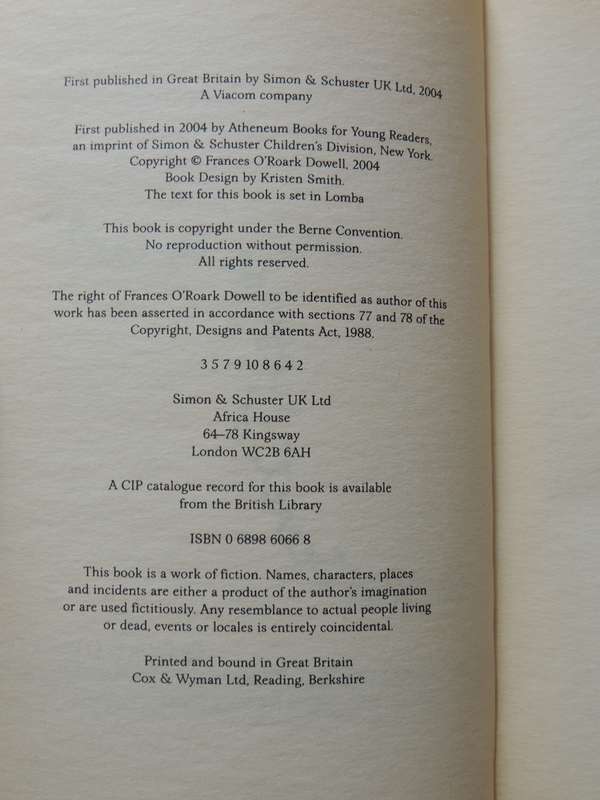 First published in Great Britain by Simon & Schuster UK Ltd, 2004
A Viacom company
First published in 2004 by Atheneum Books for Young Readers,
an imprint of Simon & Schuster Children's Division, New York.
Copyright © Frances O'Roark Dowell, 2004
Book Design by Kristen Smith.
The text for this book is set in Lomba
This book is copyright under the Berne Convention.
No reproduction without permission.
All rights reserved.
The right of Frances O'Roark Dowell to be identified as author of this
work has been asserted in accordance with sections 77 and 78 of the
Copyright, Designs and Patents Act, 1988.
3 5 7 9 10 8 6 4 2
Simon & Schuster UK Ltd
Africa House
64–78 Kingsway
London WC2B 6AH
A CIP catalogue record for this book is available
from the British Library
ISBN 0 6898 6066 8
This book is a work of fiction. Names, characters, places
and incidents are either a product of the author's imagination
or are used fictitiously. Any resemblance to actual people living
or dead, events or locales is entirely coincidental.
Printed and bound in Great Britain
Cox & Wyman Ltd, Reading, Berkshire